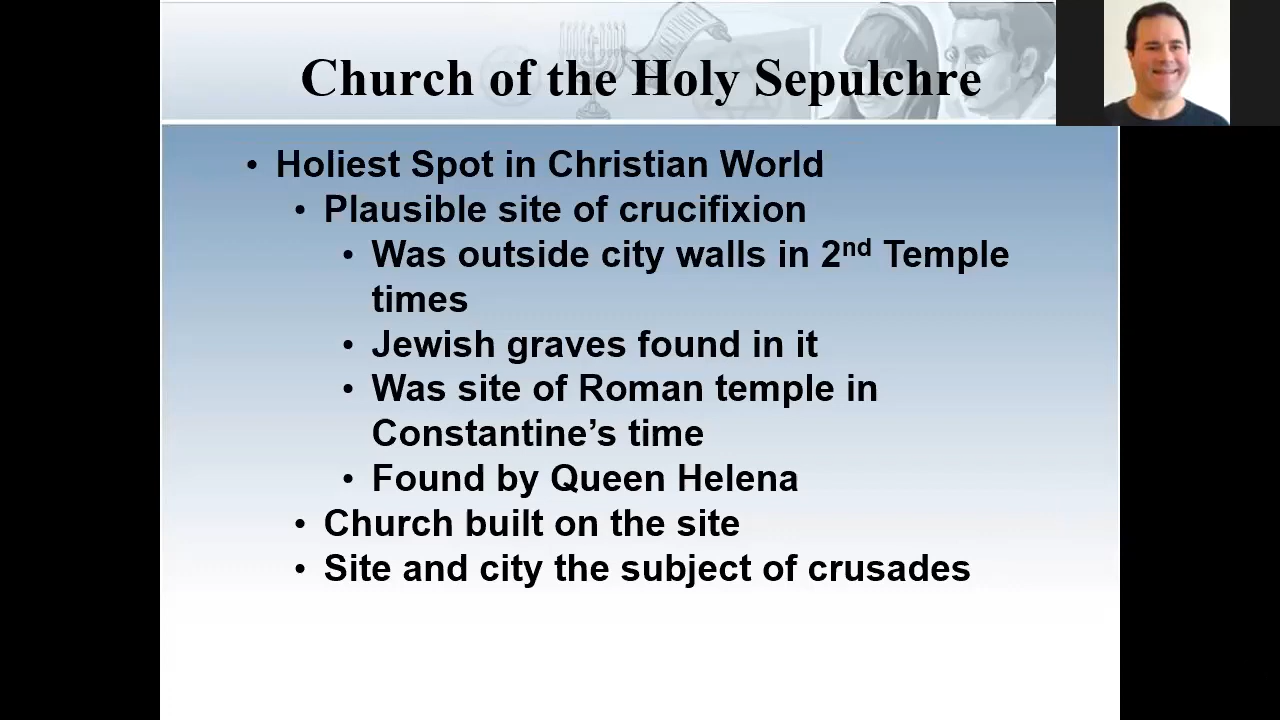 Church of the Holy Sepulchre
• Holiest Spot in Christian World
• Plausible site of crucifixion
• Was outside city walls in 2nd Temple
times
• Jewish graves found in it
• Was site of Roman temple in
Constantine’s time
• Found by Queen Helena
• Church built on the site
• Site and city the subject of crusades